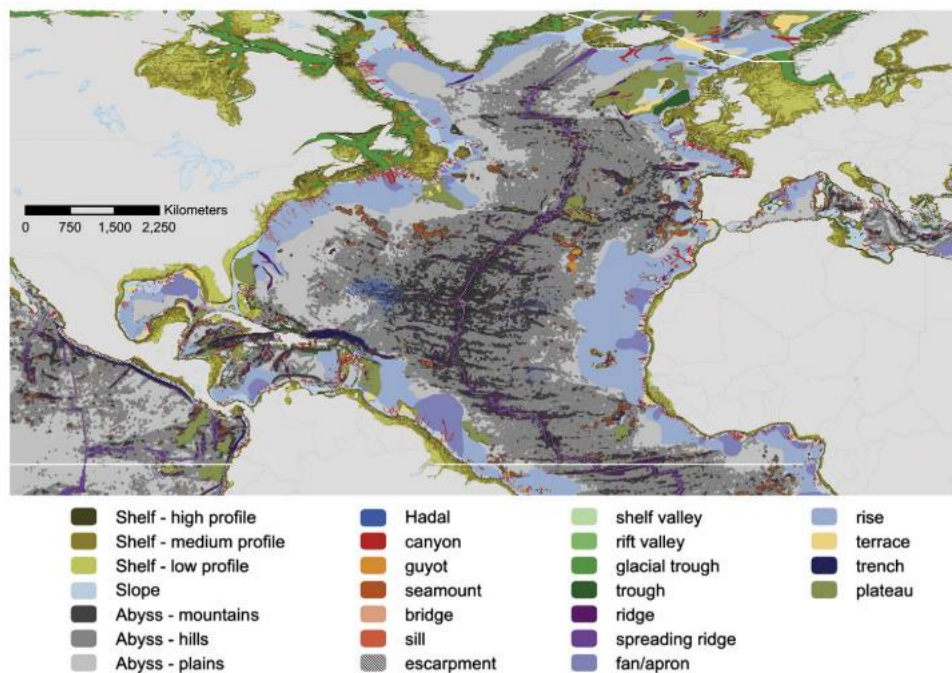 Kilometers
0 750 1,500 2,250
Shelf - high profile
Shelf - medium profile
Shelf - low profile
Slope
Abyss - mountains
Abyss - hills
Abyss - plains
Hadal
canyon
guyot
seamount
bridge
sill
escarpment
shelf valley
rift valley
glacial trough
trough
ridge
spreading ridge
fan/apron
rise
terrace
trench
plateau